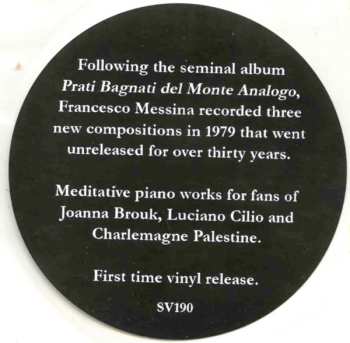 Following the seminal album
Prati Bagnati del Monte Analogo,
Francesco Messina recorded three
new compositions in 1979 that went
unreleased for over thirty years.
Meditative piano works for fans of
Joanna Brouk, Luciano Cilio and
Charlemagne Palestine.
First time vinyl release.
SV190